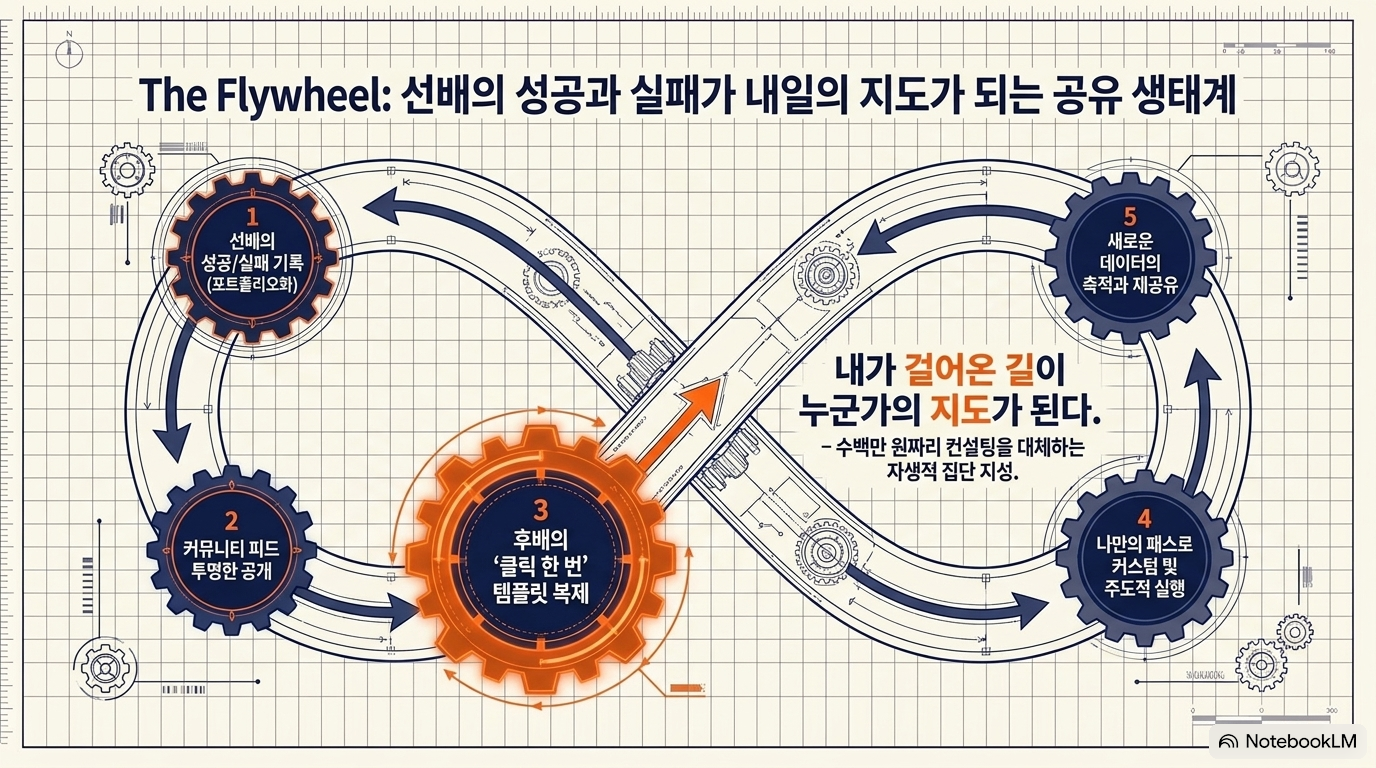 N
The Flywheel: 선배의 성공과 실패가 내일의 지도가 되는 공유 생태계
1
선배의
성공/실패 기록
(포트폴리오화)
2
커뮤니티 피드
투명한 공개
3
후배의
‘클릭 한 번’
템플릿 복제
내가 걸어온 길이
누군가의 지도가 된다.
– 수백만 원짜리 컨설팅을 대체하는
자생적 집단 지성.
4
나만의 패스로
커스텀 및
주도적 실행
5
새로운
데이터의
축적과 재공유
NotebookLM